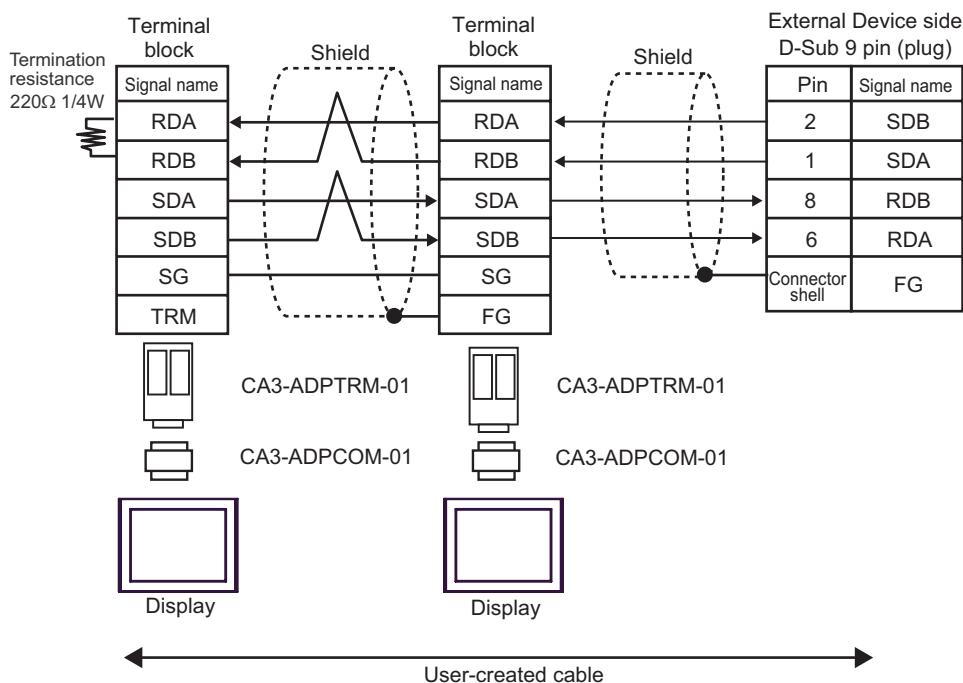 Termination
resistance
220Ω 1/4W
Terminal
block
Signal name
RDA
RDB
SDA
SDB
SG
TRM
Shield
Terminal
block
Signal name
RDA
RDB
SDA
SDB
SG
FG
Shield
External Device side
D-Sub 9 pin (plug)
Pin Signal name
2 SDB
1 SDA
8 RDB
6 RDA
Connector
shell
FG
CA3-ADPTRM-01
CA3-ADPCOM-01
Display
CA3-ADPTRM-01
CA3-ADPCOM-01
Display
User-created cable